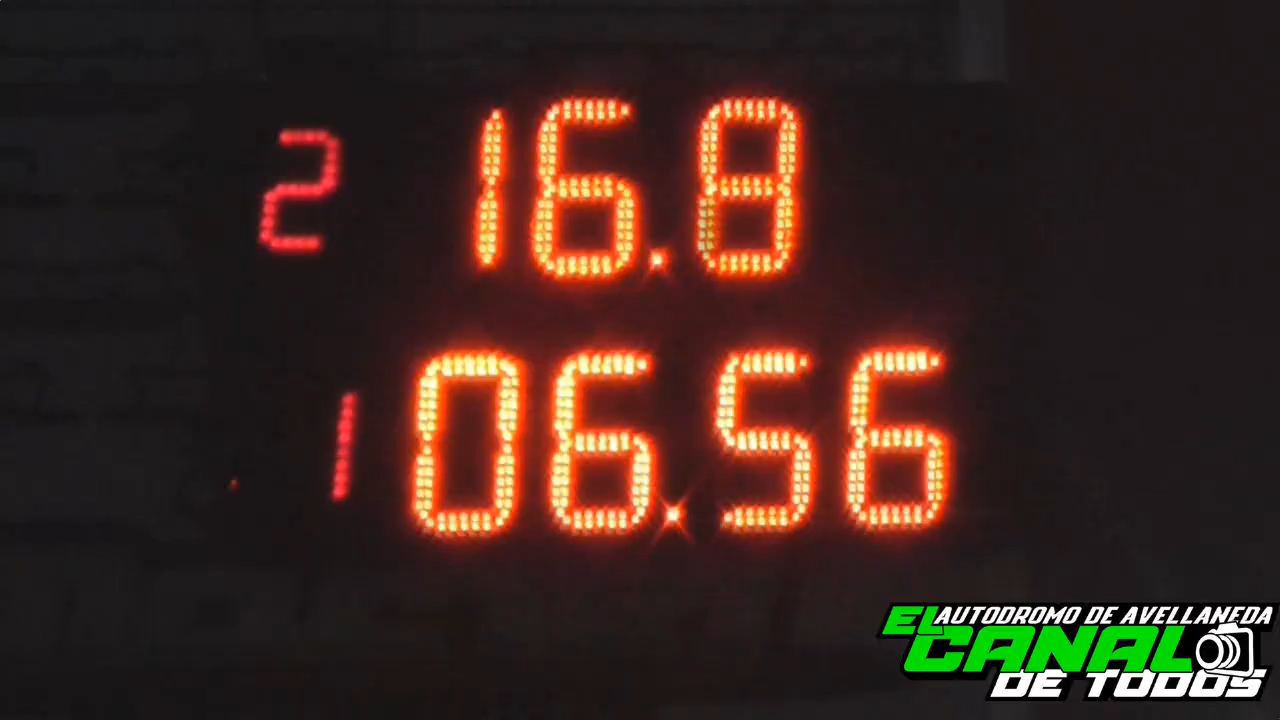 2 16.8
1 06.56
EL AUTODROMO DE AVELLANEDA
CANAL
DE TODOS